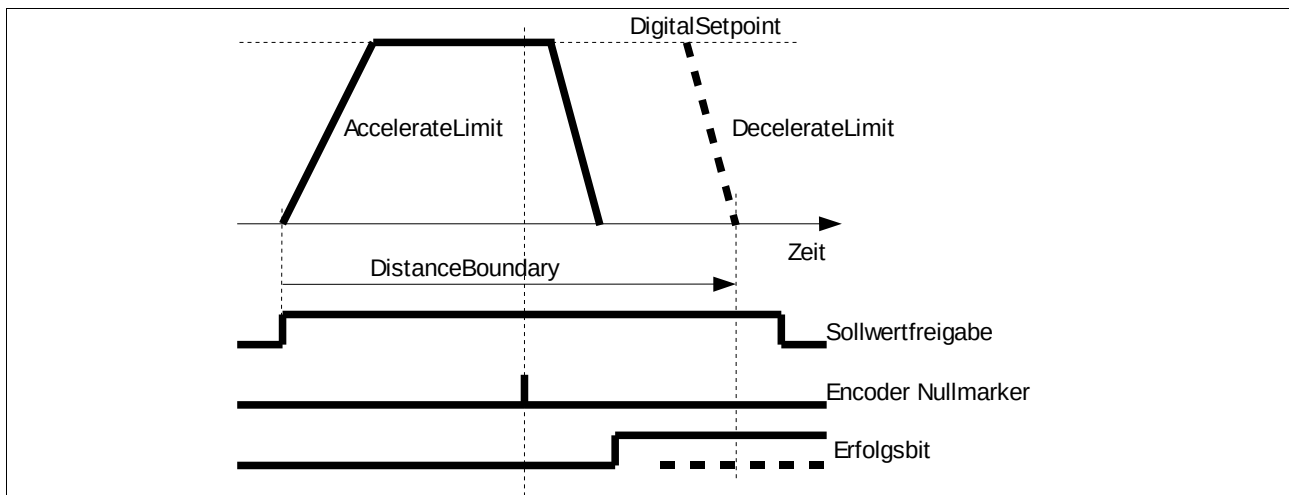 DigitalSetpoint
AccelerateLimit
DecelerateLimit
Zeit
DistanceBoundary
Sollwertfreigabe
Encoder Nullmarker
Erfolgsbit